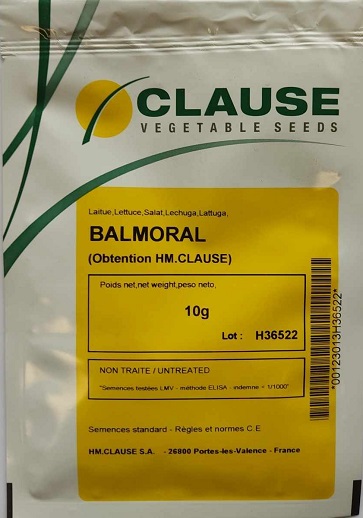 CLAUSE
VEGETABLE SEEDS
Laitue,Lettuce,Salat,Lechuga,Lattuga,
BALMORAL
(Obtention HM.CLAUSE)
Poids net,net weight,peso neto,
10g
Lot : H36522
*00123013H36522*
NON TRAITE / UNTREATED
"Semences testées LMV - méthode ELISA - indemne - 1/1000"
Semences standard - Règles et normes C.E
HM.CLAUSE S.A. - 26800 Portes-les-Valence - France